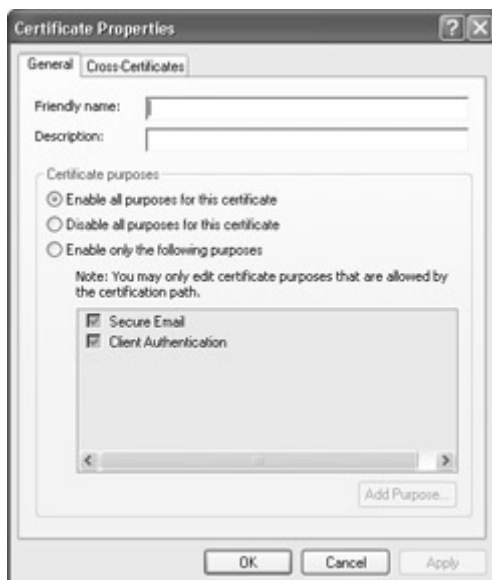 Certificate Properties
General Cross-Certificates
Friendly name:
Description:
Certificate purposes
Enable all purposes for this certificate
Disable all purposes for this certificate
Enable only the following purposes
Note: You may only edit certificate purposes that are allowed by
the certification path.
Secure Email
Client Authentication
Add Purpose...
OK Cancel Apply